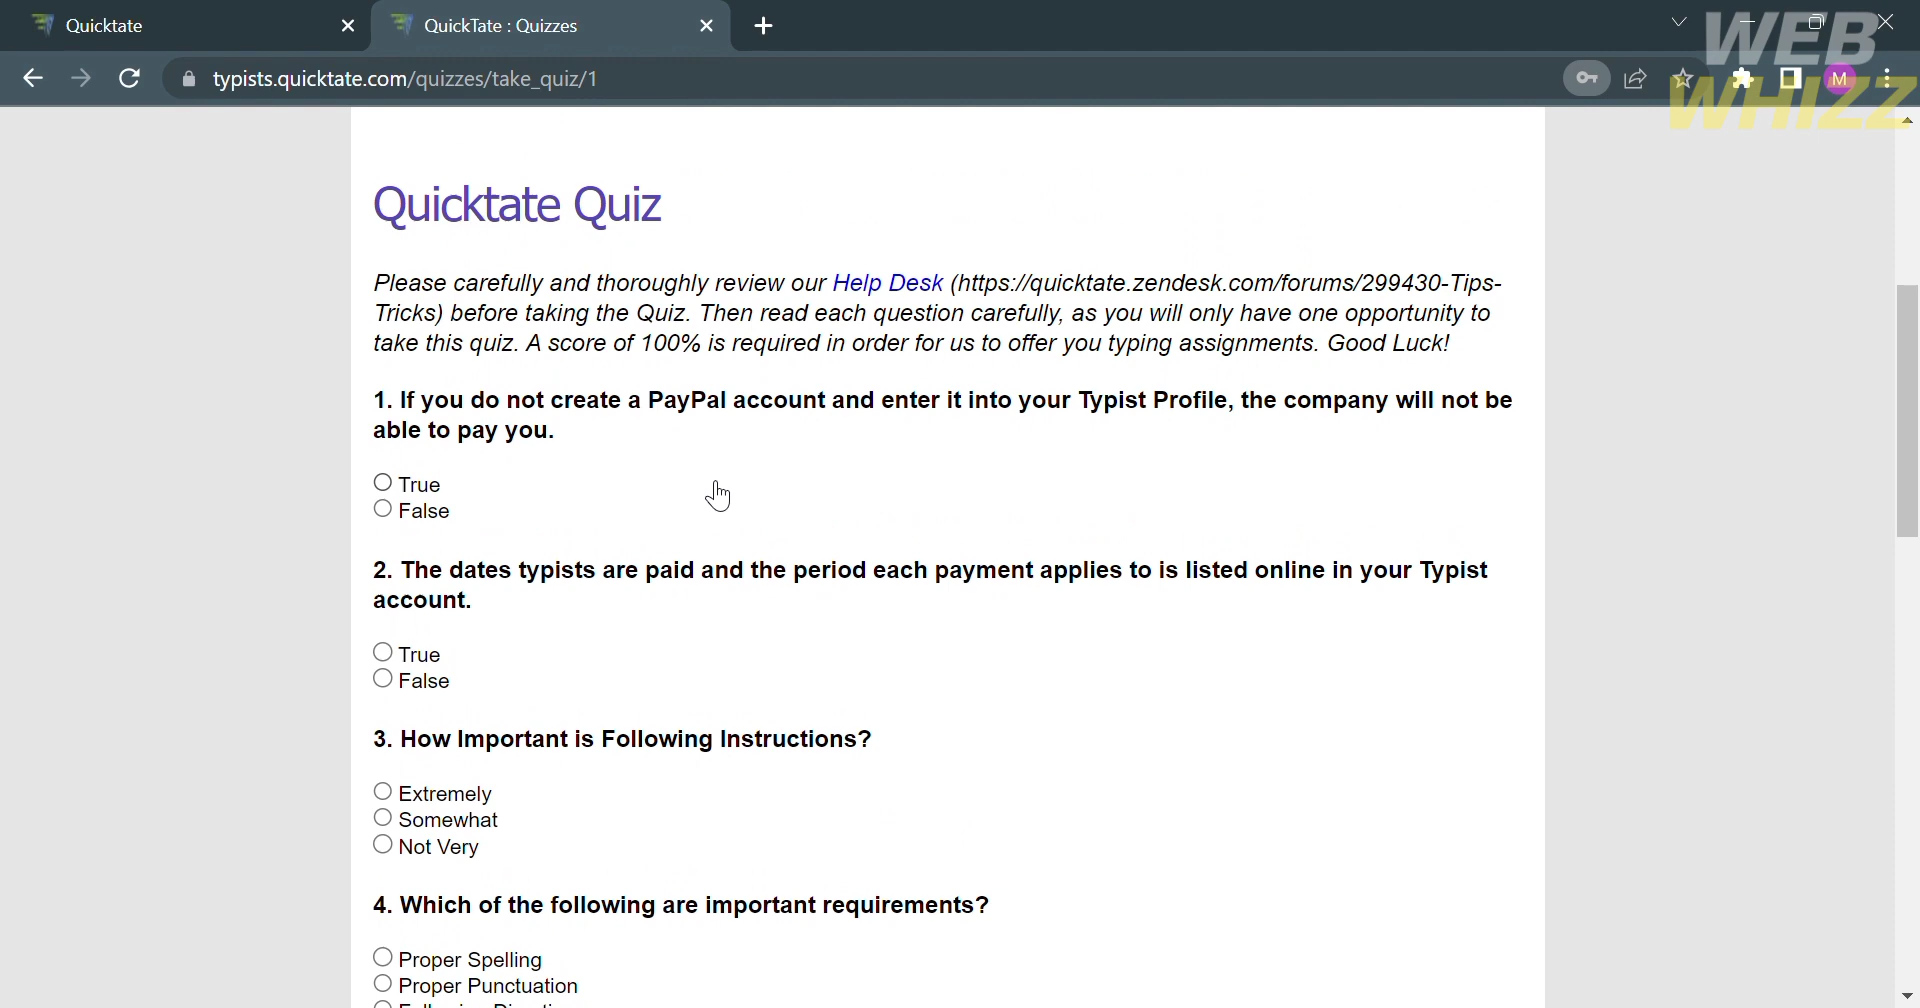 Quicktate
QuickTate : Quizzes
WEB
typists.quicktate.com/quizzes/take_quiz/1
M
WHIZZ
Quicktate Quiz
Please carefully and thoroughly review our Help Desk (https://quicktate.zendesk.com/forums/299430-Tips-
Tricks) before taking the Quiz. Then read each question carefully, as you will only have one opportunity to
take this quiz. A score of 100% is required in order for us to offer you typing assignments. Good Luck!
1. If you do not create a PayPal account and enter it into your Typist Profile, the company will not be
able to pay you.
True
False
2. The dates typists are paid and the period each payment applies to is listed online in your Typist
account.
True
False
3. How Important is Following Instructions?
Extremely
Somewhat
Not Very
4. Which of the following are important requirements?
Proper Spelling
Proper Punctuation